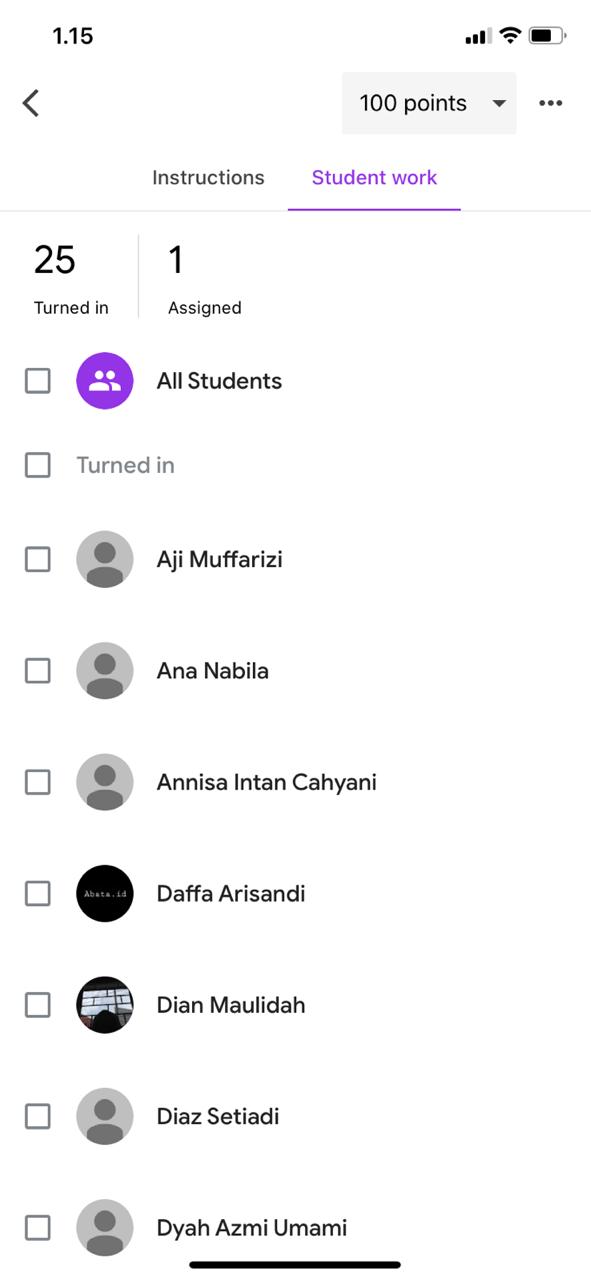 1.15
100 points
Instructions Student work
25 1
Turned in Assigned
All Students
Turned in
Aji Muffarizi
Ana Nabila
Annisa Intan Cahyani
Abata.id
Daffa Arisandi
Dian Maulidah
Diaz Setiadi
Dyah Azmi Umami